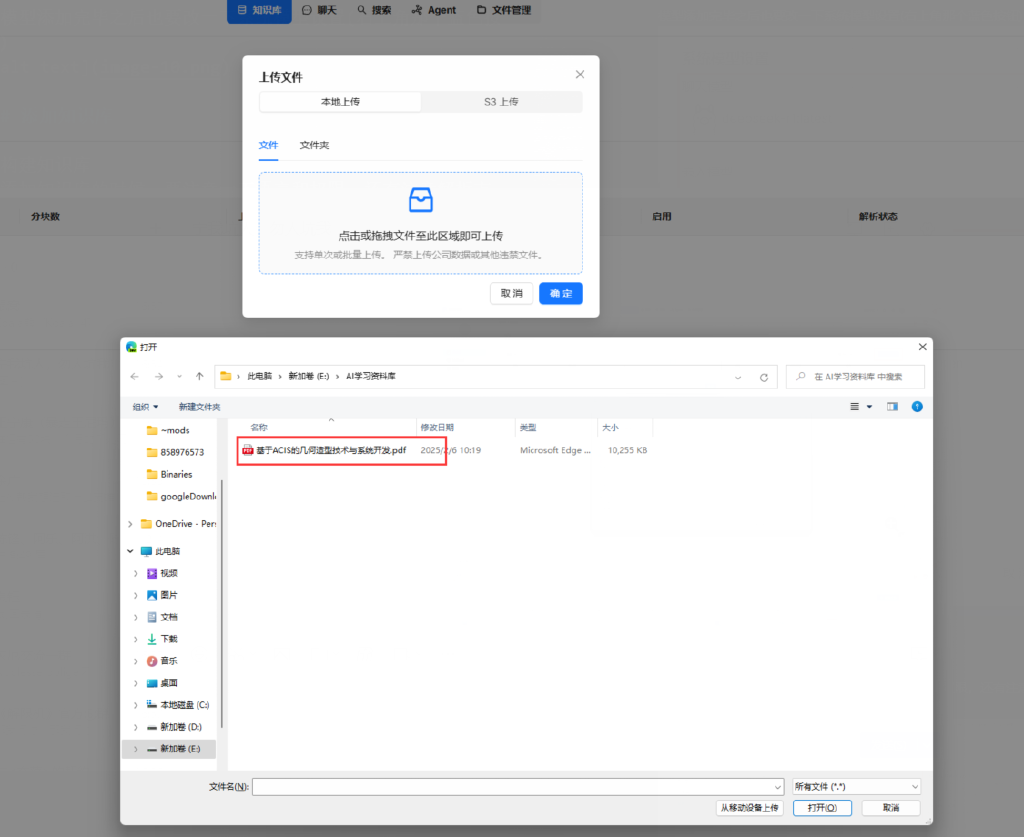 知识库 聊天 搜索 Agent 文件管理
上传文件
本地上传 S3 上传
文件 文件夹
点击或拖拽文件至此区域即可上传
支持单次或批量上传。 严禁上传公司数据或其他违禁文件。
取 消 确 定
分块数 启用 解析状态
打开
此电脑 › 新加卷 (E:) › AI学习资料库 在 AI学习资料库 中搜索
组织 新建文件夹
名称 修改日期 类型 大小
基于ACIS的几何造型技术与系统开发.pdf 2025/2/6 10:19 Microsoft Edge ... 10,255 KB
~mods
858976573
Binaries
googleDownl
OneDrive - Pers
此电脑
视频
图片
文档
下载
音乐
桌面
本地磁盘 (C:)
新加卷 (D:)
新加卷 (E:)
文件名(N): 所有文件 (*.*)
从移动设备上传 打开(O) 取消